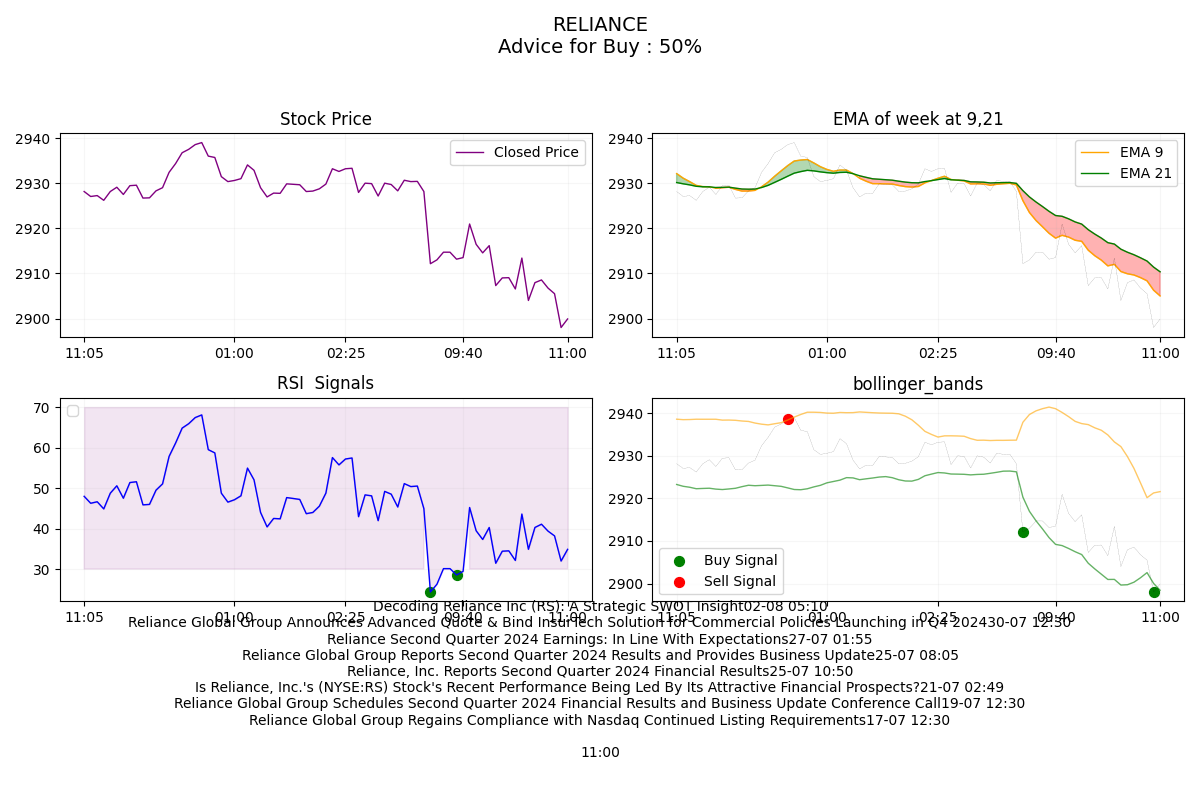 RELIANCE
Advice for Buy : 50%
Stock Price
2940
2930
2920
2910
2900
Closed Price
11:05
01:00
02:25
09:40
11:00
EMA of week at 9,21
2940
2930
2920
2910
2900
EMA 9
EMA 21
11:05
01:00
02:25
09:40
11:00
RSI  Signals
70
60
50
40
30
11:05
01:00
02:25
09:40
11:00
bollinger_bands
2940
2930
2920
2910
2900
Buy Signal
Sell Signal
11:05
01:00
02:25
09:40
11:00
Decoding Reliance Inc (RS): A Strategic SWOT Insight02-08 05:10
Reliance Global Group Announces Advanced Quote & Bind InsurTech Solution for Commercial Policies Launching in Q4 202430-07 12:30
Reliance Second Quarter 2024 Earnings: In Line With Expectations27-07 01:55
Reliance Global Group Reports Second Quarter 2024 Results and Provides Business Update25-07 08:05
Reliance, Inc. Reports Second Quarter 2024 Financial Results25-07 10:50
Is Reliance, Inc.'s (NYSE:RS) Stock's Recent Performance Being Led By Its Attractive Financial Prospects?21-07 02:49
Reliance Global Group Schedules Second Quarter 2024 Financial Results and Business Update Conference Call19-07 12:30
Reliance Global Group Regains Compliance with Nasdaq Continued Listing Requirements17-07 12:30
11:00